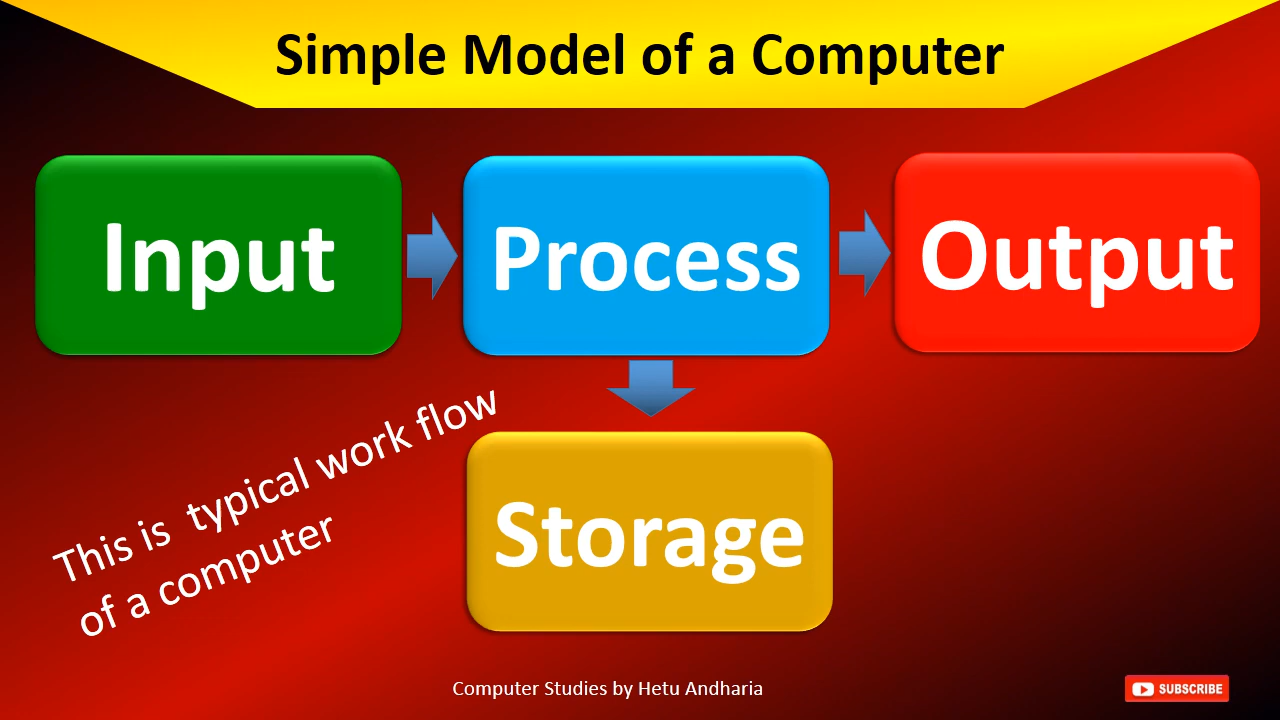 Simple Model of a Computer
Input
Process
Output
Storage
This is typical work flow
of a computer
Computer Studies by Hetu Andharia
SUBSCRIBE